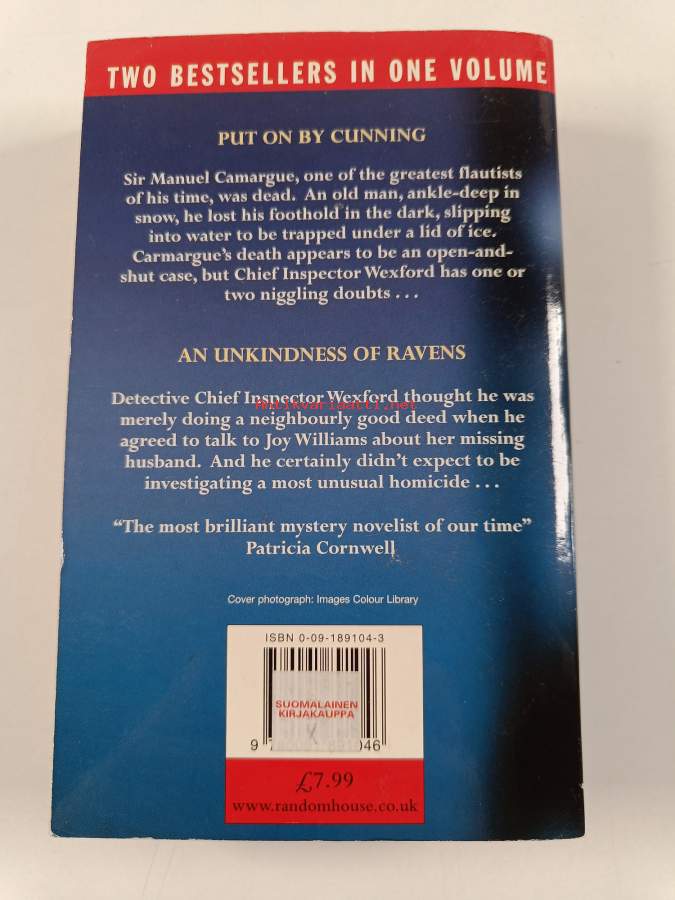 TWO BESTSELLERS IN ONE VOLUME
PUT ON BY CUNNING
Sir Manuel Camargue, one of the greatest flautists
of his time, was dead. An old man, ankle-deep in
snow, he lost his foothold in the dark, slipping
into water to be trapped under a lid of ice.
Carmargue's death appears to be an open-and-
shut case, but Chief Inspector Wexford has one or
two niggling doubts . . .
AN UNKINDNESS OF RAVENS
Detective Chief Inspector Wexford thought he was
Antikvariaatti.net
merely doing a neighbourly good deed when he
agreed to talk to Joy Williams about her missing
husband. And he certainly didn't expect to be
investigating a most unusual homicide . . .
“The most brilliant mystery novelist of our time”
Patricia Cornwell
Cover photograph: Images Colour Library
ISBN 0-09-189104-3
SUOMALAINEN
KIRJAKAUPPA
£7.99
www.randomhouse.co.uk